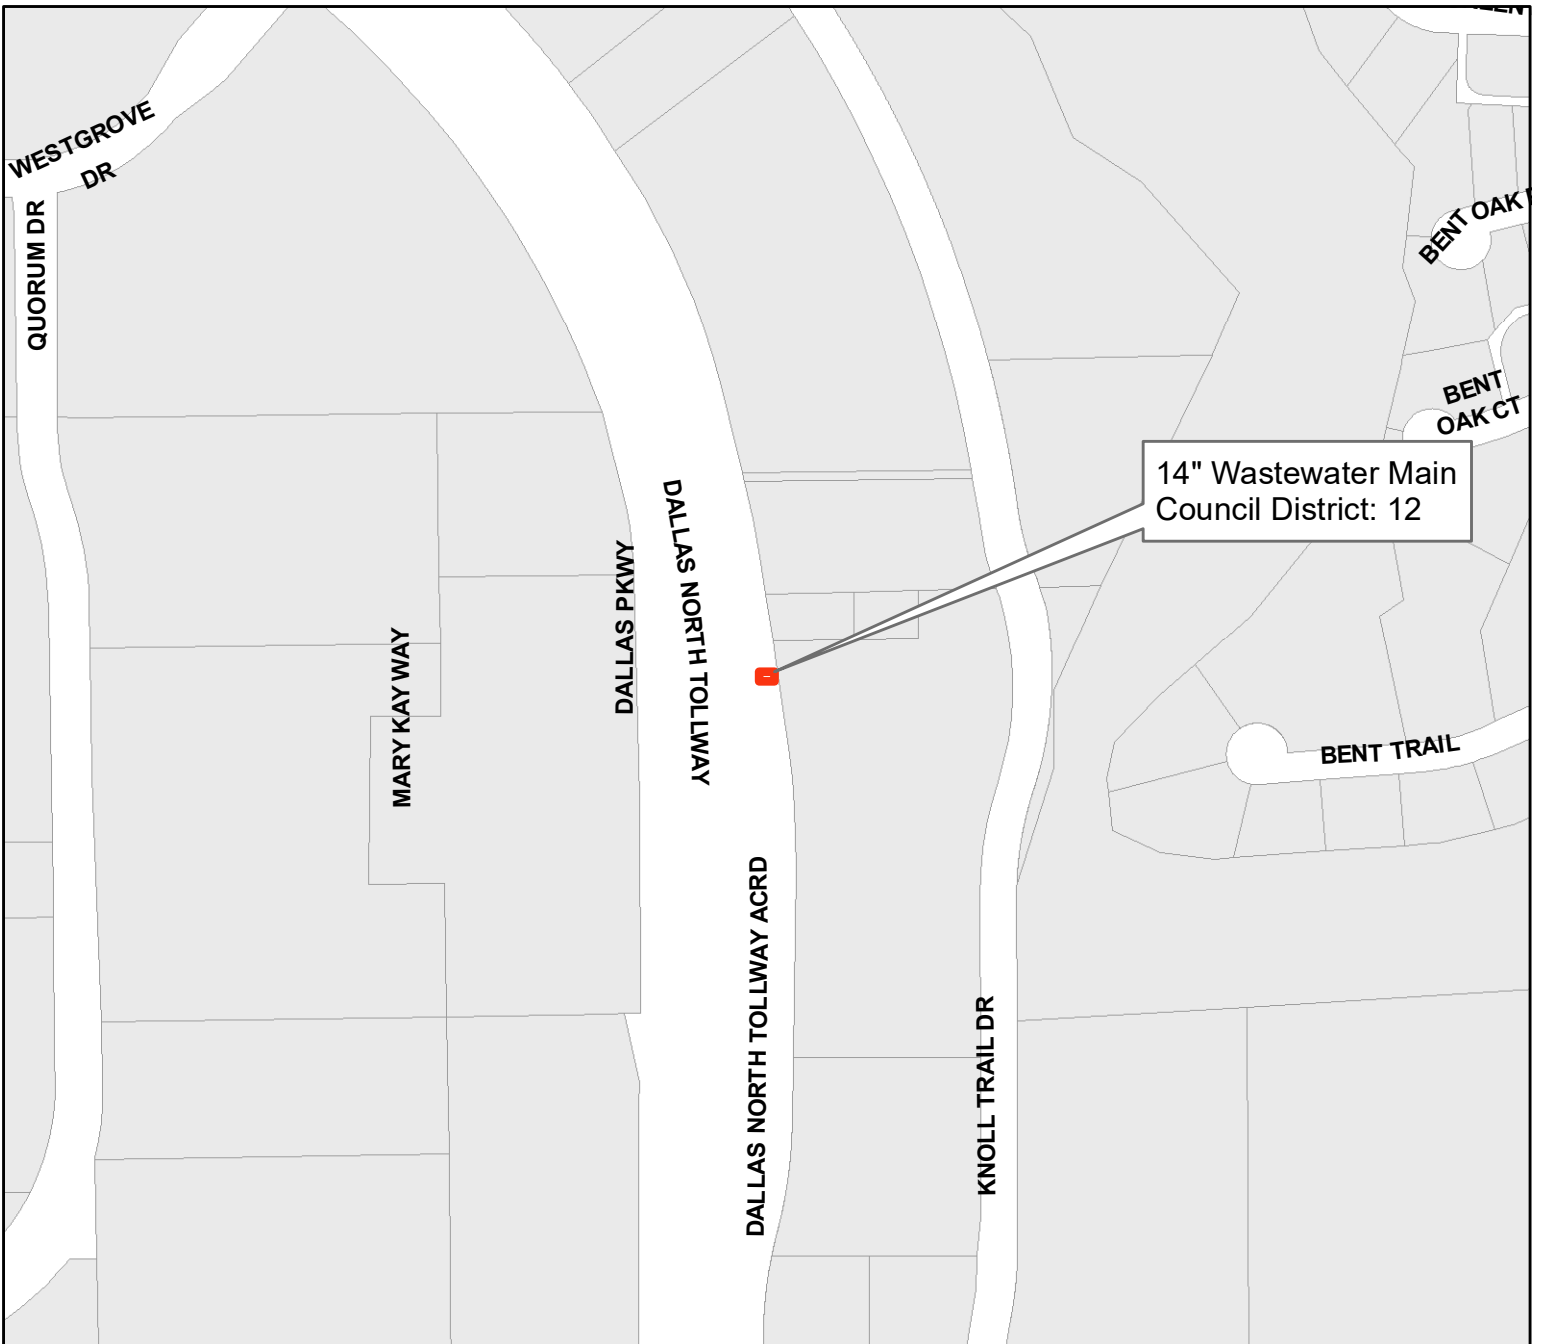 WESTGROVE
DR
QUORUM DR
BENT OAK
BENT
OAK CT
14" Wastewater Main
Council District: 12
DALLAS NORTH TOLLWAY
DALLAS PKWY
MARY KAY WAY
BENT TRAIL
DALLAS NORTH TOLLWAY ACRD
KNOLL TRAIL DR